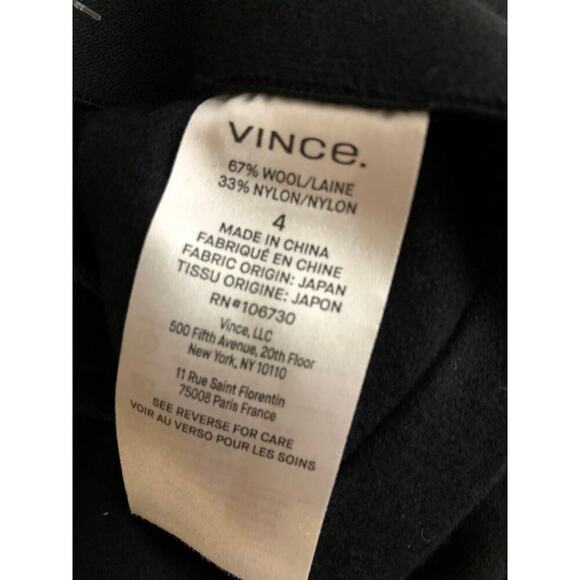 VINCe.
67% WOOL/LAINE
33% NYLON/NYLON
4
MADE IN CHINA
FABRIQUÉ EN CHINE
FABRIC ORIGIN: JAPAN
TISSU ORIGINE: JAPON
RN#106730
Vince, LLC
500 Fifth Avenue, 20th Floor
New York, NY 10110
11 Rue Saint Florentin
75008 Paris France
SEE REVERSE FOR CARE
VOIR AU VERSO POUR LES SOINS